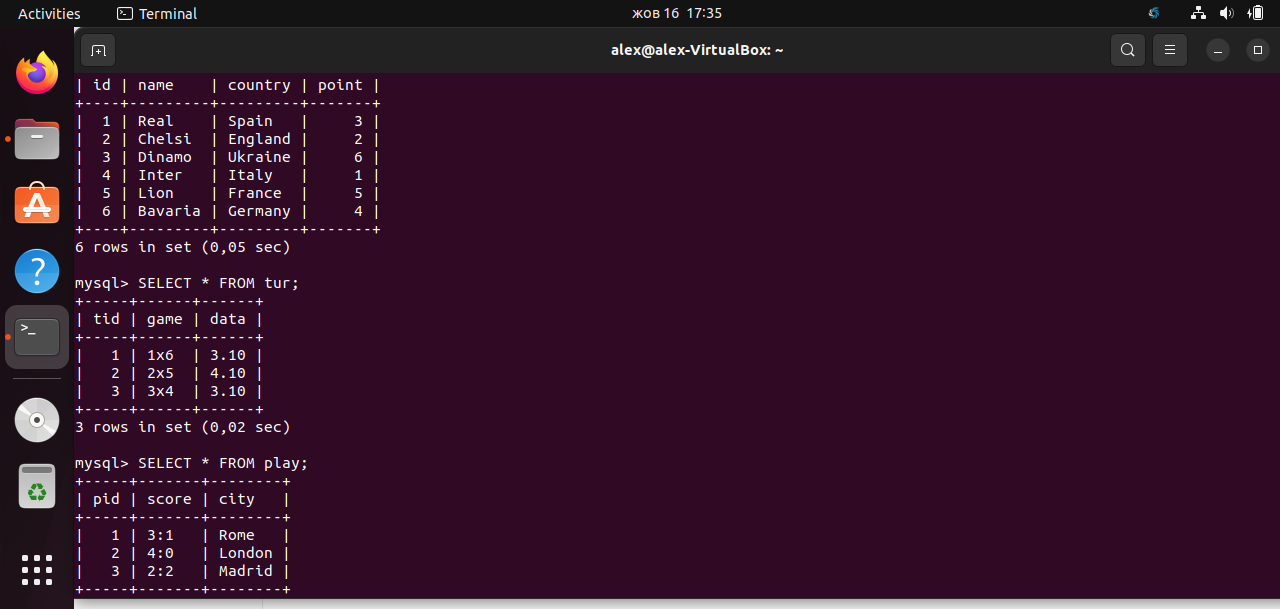 Activities Terminal жов 16 17:35
alex@alex-VirtualBox: ~
| id | name    | country | point |
+----+---------+---------+-------+
|  1 | Real    | Spain   |     3 |
|  2 | Chelsi  | England |     2 |
|  3 | Dinamo  | Ukraine |     6 |
|  4 | Inter   | Italy   |     1 |
|  5 | Lion    | France  |     5 |
|  6 | Bavaria | Germany |     4 |
+----+---------+---------+-------+
6 rows in set (0,05 sec)
mysql> SELECT * FROM tur;
+-----+------+------+
| tid | game | data |
+-----+------+------+
|   1 | 1x6  | 3.10 |
|   2 | 2x5  | 4.10 |
|   3 | 3x4  | 3.10 |
+-----+------+------+
3 rows in set (0,02 sec)
mysql> SELECT * FROM play;
+-----+-------+--------+
| pid | score | city   |
+-----+-------+--------+
|   1 | 3:1   | Rome   |
|   2 | 4:0   | London |
|   3 | 2:2   | Madrid |
+-----+-------+--------+